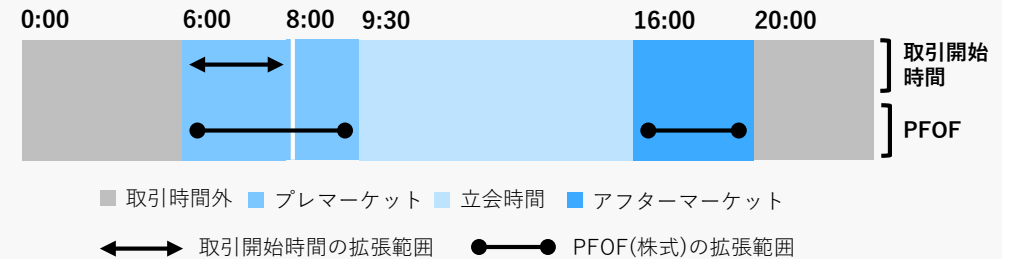 0:00 6:00 8:00 9:30 16:00 20:00
取引開始
時間
PFOF
取引時間外 プレマーケット 立会時間 アフターマーケット
取引開始時間の拡張範囲 PFOF(株式)の拡張範囲